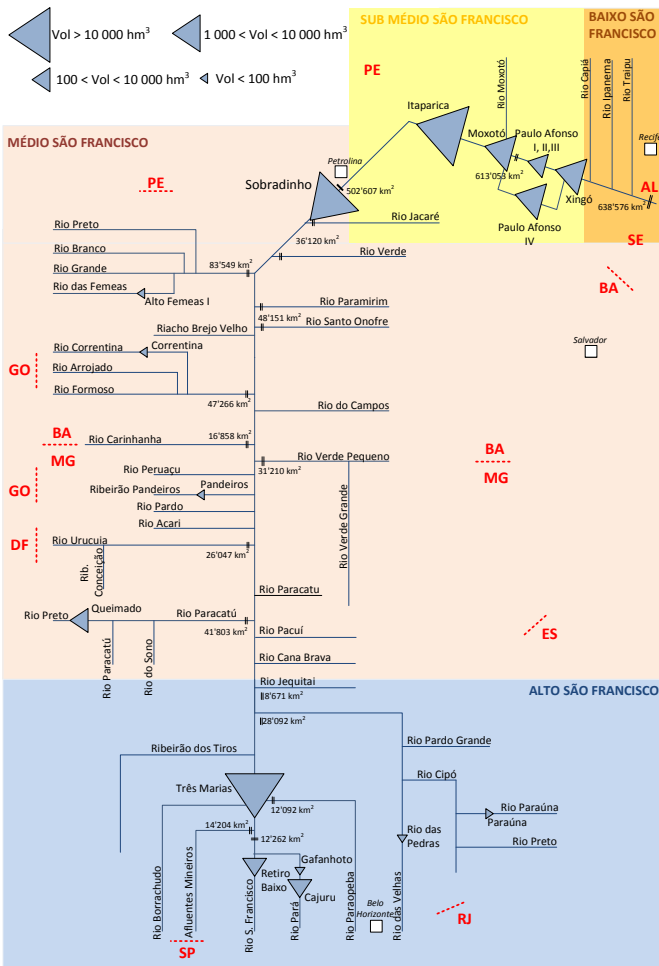 Vol > 10 000 hm³
1 000 < Vol < 10000 hm³
100 < Vol < 10 000 hm³
Vol < 100 hm³
SUB MÉDIO SÃO FRANCISCO
BAIXO SÃO FRANCISCO
PE
Rio Moxotó
Rio Capiá
Rio Ipanema
Rio Traipu
Itaparica
Moxotó
Paulo Afonso
I, II,III
Recife
613'053 km²
Xingó
AL
Paulo Afonso
IV
638'576 km²
SE
MÉDIO SÃO FRANCISCO
Petrolina
PE
Sobradinho
502'607 km²
Rio Jacaré
36'120 km²
Rio Verde
Rio Preto
Rio Branco
Rio Grande
83'549 km²
Rio das Femeas
Alto Femeas I
BA
Rio Paramirim
48'151 km²
Rio Santo Onofre
Riacho Brejo Velho
Salvador
Rio Correntina
Correntina
GO
Rio Arrojado
Rio Formoso
47'266 km²
Rio do Campos
BA
MG
Rio Carinhanha
16'858 km²
Rio Verde Pequeno
31'210 km²
BA
MG
Rio Peruaçu
GO
Ribeirão Pandeiros
Pandeiros
Rio Pardo
Rio Acari
Rio Verde Grande
DF
Rio Urucuia
26'047 km²
Rib.
Conceição
Rio Paracatu
Rio Preto
Queimado
Rio Paracatú
41'803 km²
Rio Pacuí
ES
Rio Paracatú
Rio do Sono
Rio Cana Brava
Rio Jequitai
8'671 km²
ALTO SÃO FRANCISCO
28'092 km²
Rio Pardo Grande
Ribeirão dos Tiros
Três Marias
Rio Cipó
12'092 km²
Rio Paraúna
Paraúna
14'204 km²
12'262 km²
Rio das
Pedras
Rio Preto
Gafanhoto
Retiro
Baixo
Cajuru
Rio Borrachudo
Afluentes Mineiros
Rio S. Francisco
Rio Pará
Rio Paraopeba
Belo
Horizonte
Rio das Velhas
RJ
SP